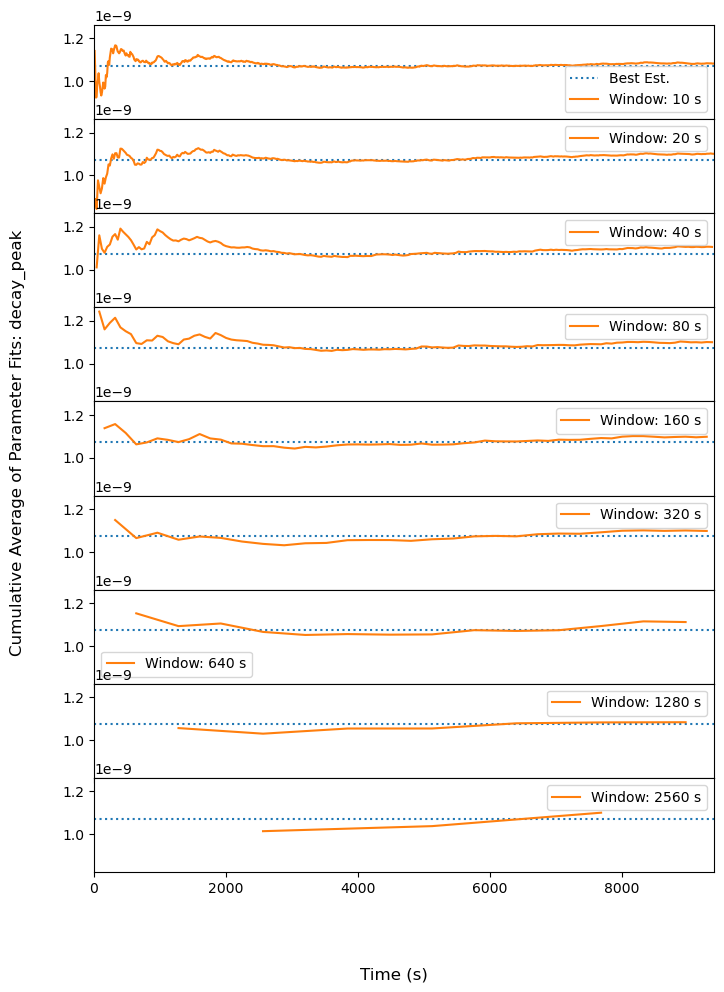 1e−9
1.2
1.0
Best Est.
Window: 10 s
1e−9
1.2
1.0
Window: 20 s
1e−9
1.2
1.0
Window: 40 s
1e−9
1.2
1.0
Window: 80 s
1e−9
1.2
1.0
Window: 160 s
1e−9
1.2
1.0
Window: 320 s
1e−9
1.2
1.0
Window: 640 s
1e−9
1.2
1.0
Window: 1280 s
1e−9
1.2
1.0
Window: 2560 s
0 2000 4000 6000 8000
Time (s)
Cumulative Average of Parameter Fits: decay_peak